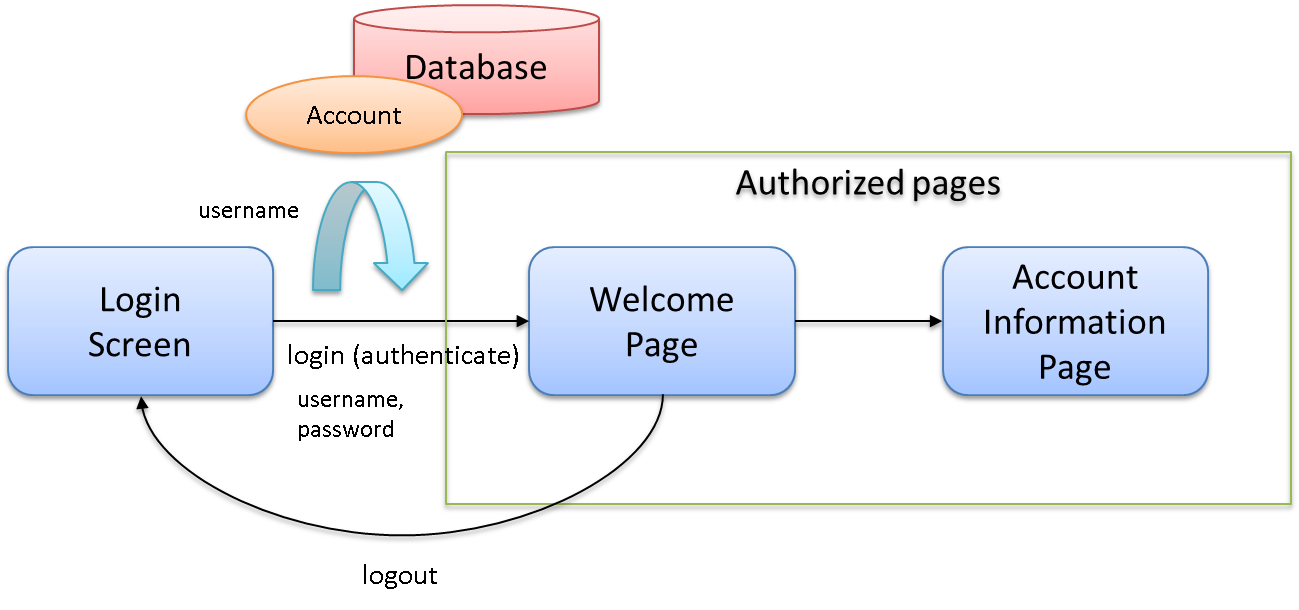 Database
Account
Authorized pages
username
Login
Screen
Welcome
Page
Account
Information
Page
login (authenticate)
username,
password
logout